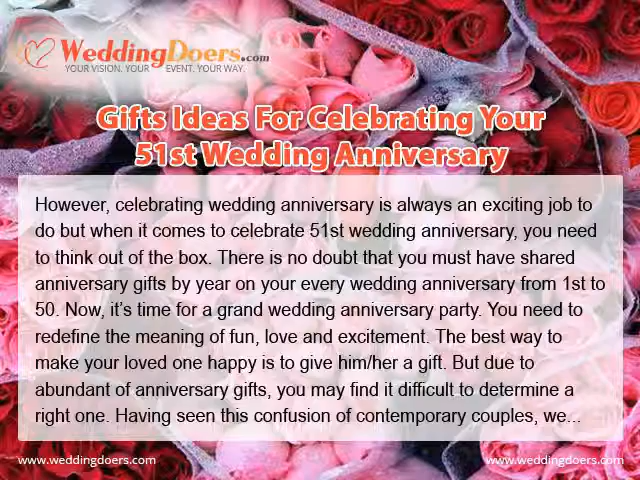 WeddingDoers.com
YOUR VISION. YOUR EVENT. YOUR WAY.
Gifts Ideas For Celebrating Your
51st Wedding Anniversary
However, celebrating wedding anniversary is always an exciting job to
do but when it comes to celebrate 51st wedding anniversary, you need
to think out of the box. There is no doubt that you must have shared
anniversary gifts by year on your every wedding anniversary from 1st to
50. Now, it's time for a grand wedding anniversary party. You need to
redefine the meaning of fun, love and excitement. The best way to
make your loved one happy is to give him/her a gift. But due to
abundant of anniversary gifts, you may find it difficult to determine a
right one. Having seen this confusion of contemporary couples, we...
www.weddingdoers.com
www.weddingdoers.com